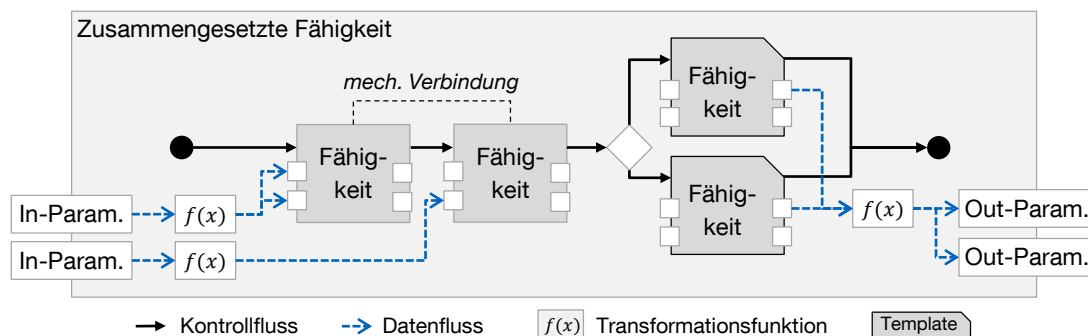 Zusammengesetzte Fähigkeit
mech. Verbindung
Fähig-
keit
Fähig-
keit
Fähig-
keit
Fähig-
keit
In-Param.
f(x)
In-Param.
f(x)
f(x)
Out-Param.
Out-Param.
Kontrollfluss
Datenfluss
f(x)
Transformationsfunktion
Template